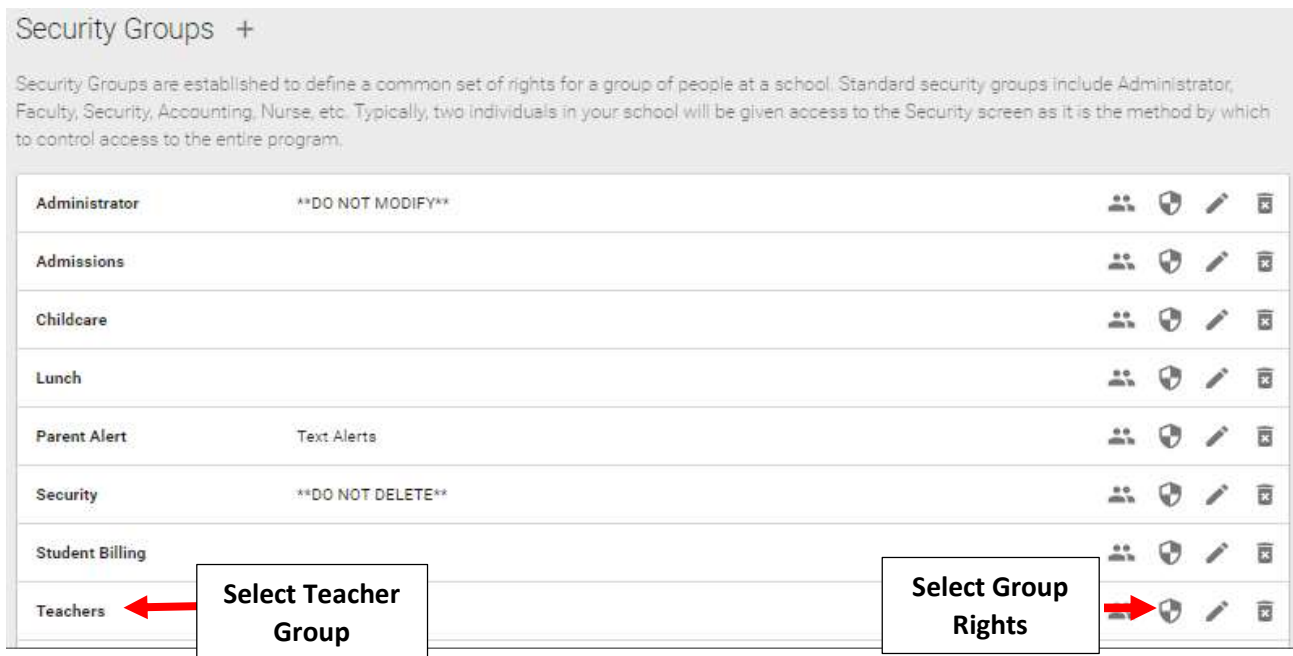 Security Groups +
Security Groups are established to define a common set of rights for a group of people at a school. Standard security groups include Administrator,
Faculty, Security, Accounting, Nurse, etc. Typically, two individuals in your school will be given access to the Security screen as it is the method by which
to control access to the entire program.
Administrator **DO NOT MODIFY**
Admissions
Childcare
Lunch
Parent Alert Text Alerts
Security **DO NOT DELETE**
Student Billing
Teachers
Select Teacher
Group
Select Group
Rights